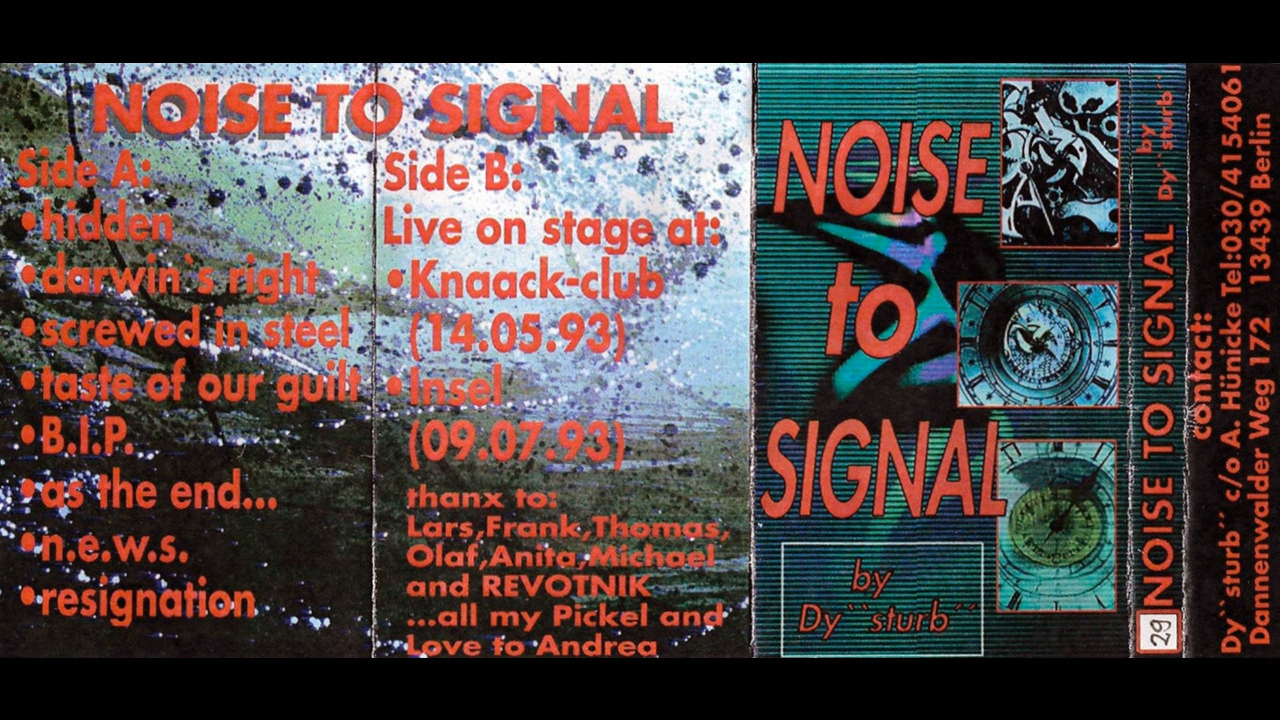 NOISE TO SIGNAL
Side A:
•hidden
•darwin`s right
•screwed in steel
•taste of our guilt
•B.I.P.
•as the end...
•n.e.w.s.
•resignation
Side B:
Live on stage at:
•Knaack-club
(14.05.93)
•Insel
(09.07.93)
thanx to:
Lars,Frank,Thomas,
Olaf,Anita,Michael
and REVOTNIK
...all my Pickel and
Love to Andrea
NOISE
to
SIGNAL
by
Dy``sturb´´
29
NOISE TO SIGNAL
by
Dy``sturb´´
contact:
Dy``sturb´´ c/o A. Hünicke Tel:030/4154061
Dannenwalder Weg 172 13439 Berlin